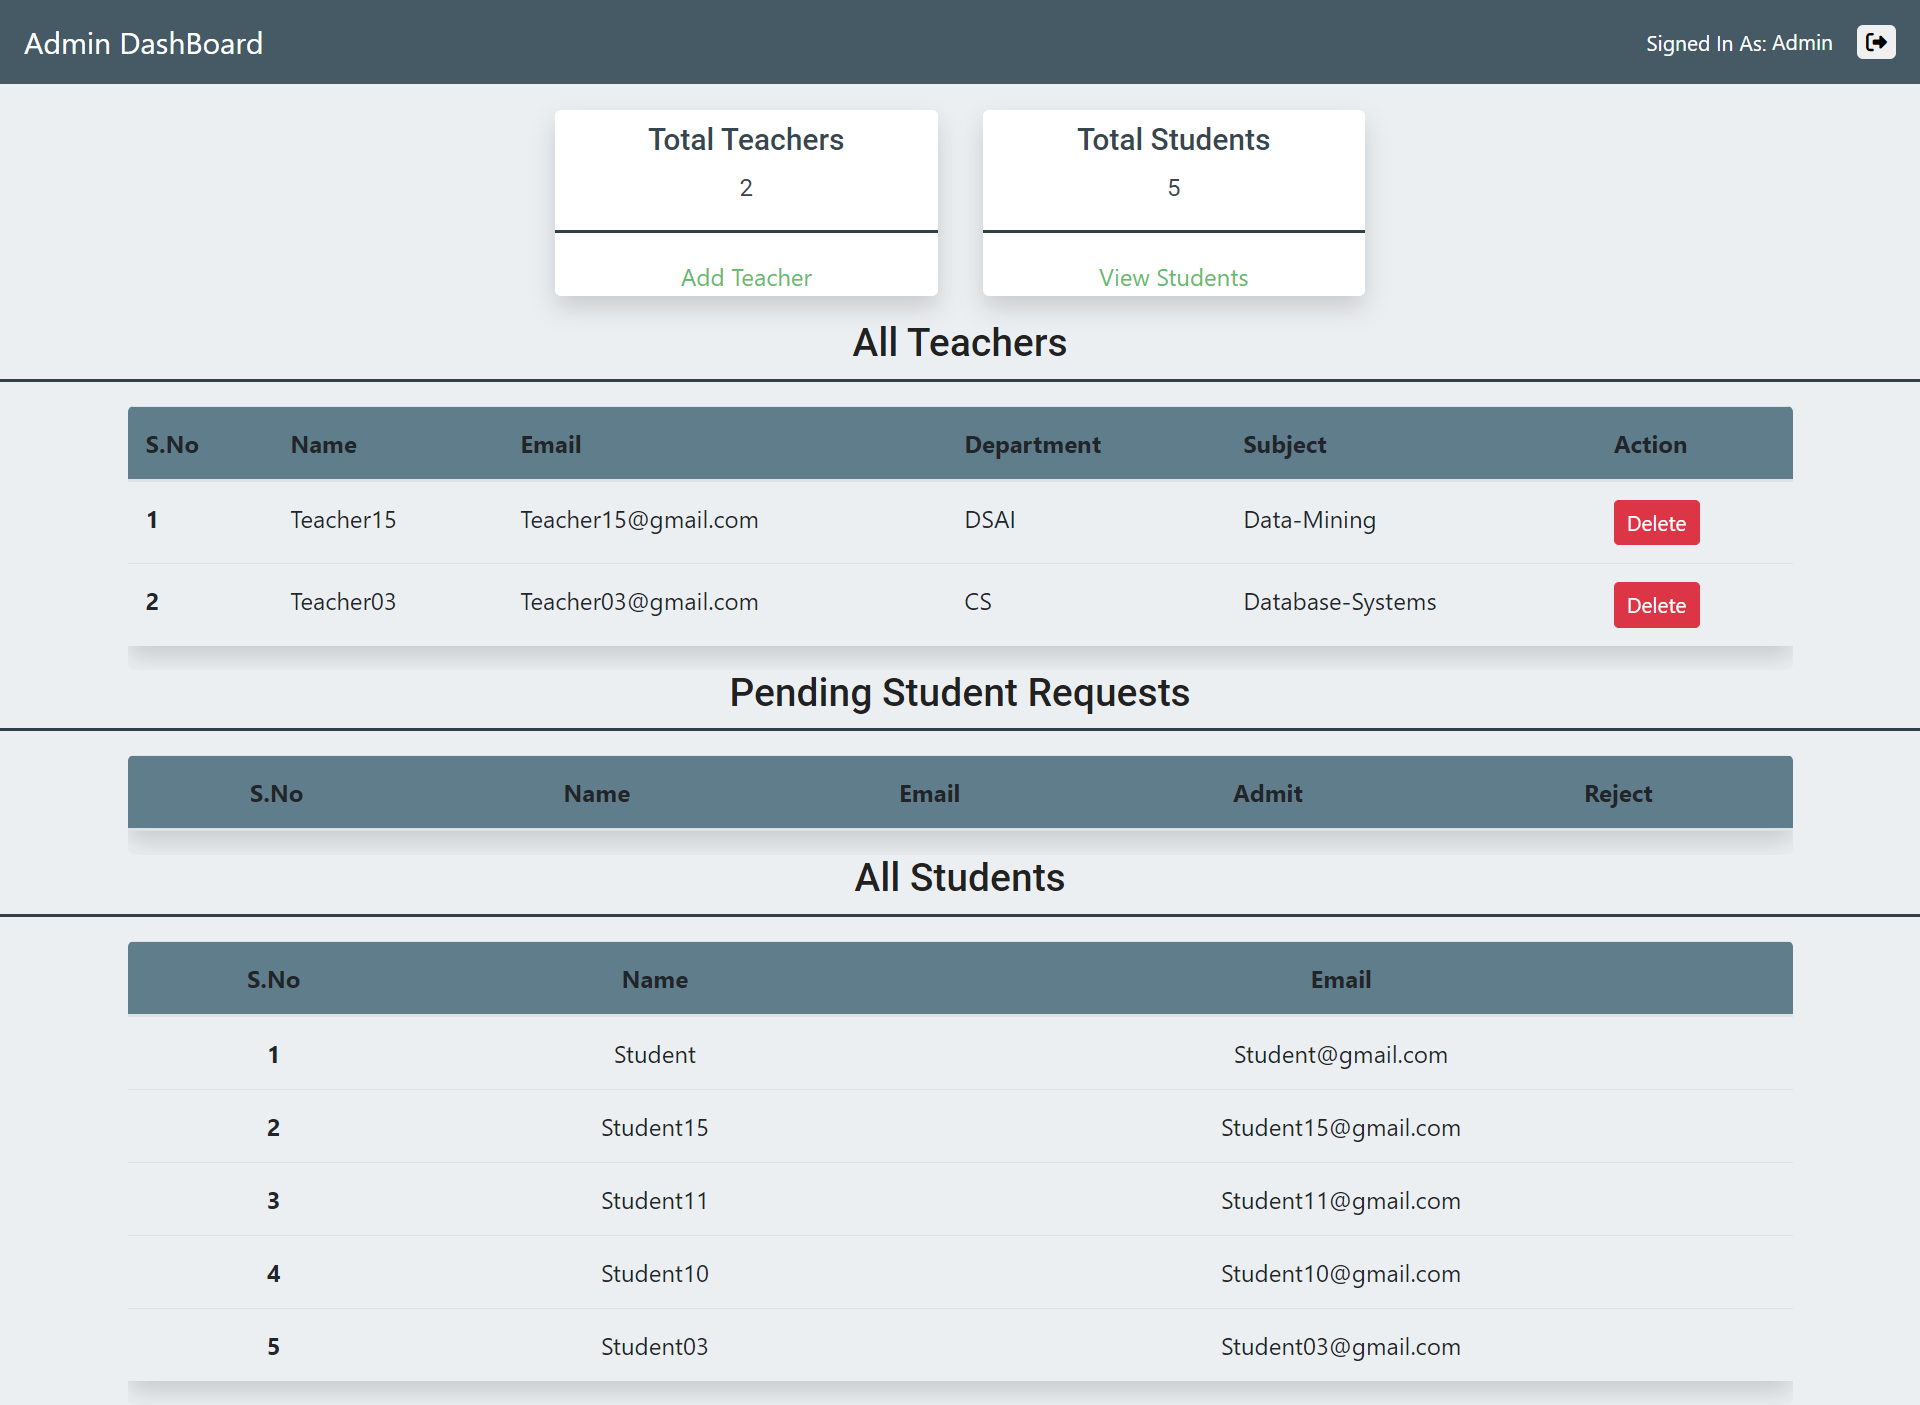 Admin DashBoard
Signed In As: Admin
Total Teachers
2
Add Teacher
Total Students
5
View Students
All Teachers
S.No Name Email Department Subject Action
1 Teacher15 Teacher15@gmail.com DSAI Data-Mining Delete
2 Teacher03 Teacher03@gmail.com CS Database-Systems Delete
Pending Student Requests
S.No Name Email Admit Reject
All Students
S.No Name Email
1 Student Student@gmail.com
2 Student15 Student15@gmail.com
3 Student11 Student11@gmail.com
4 Student10 Student10@gmail.com
5 Student03 Student03@gmail.com